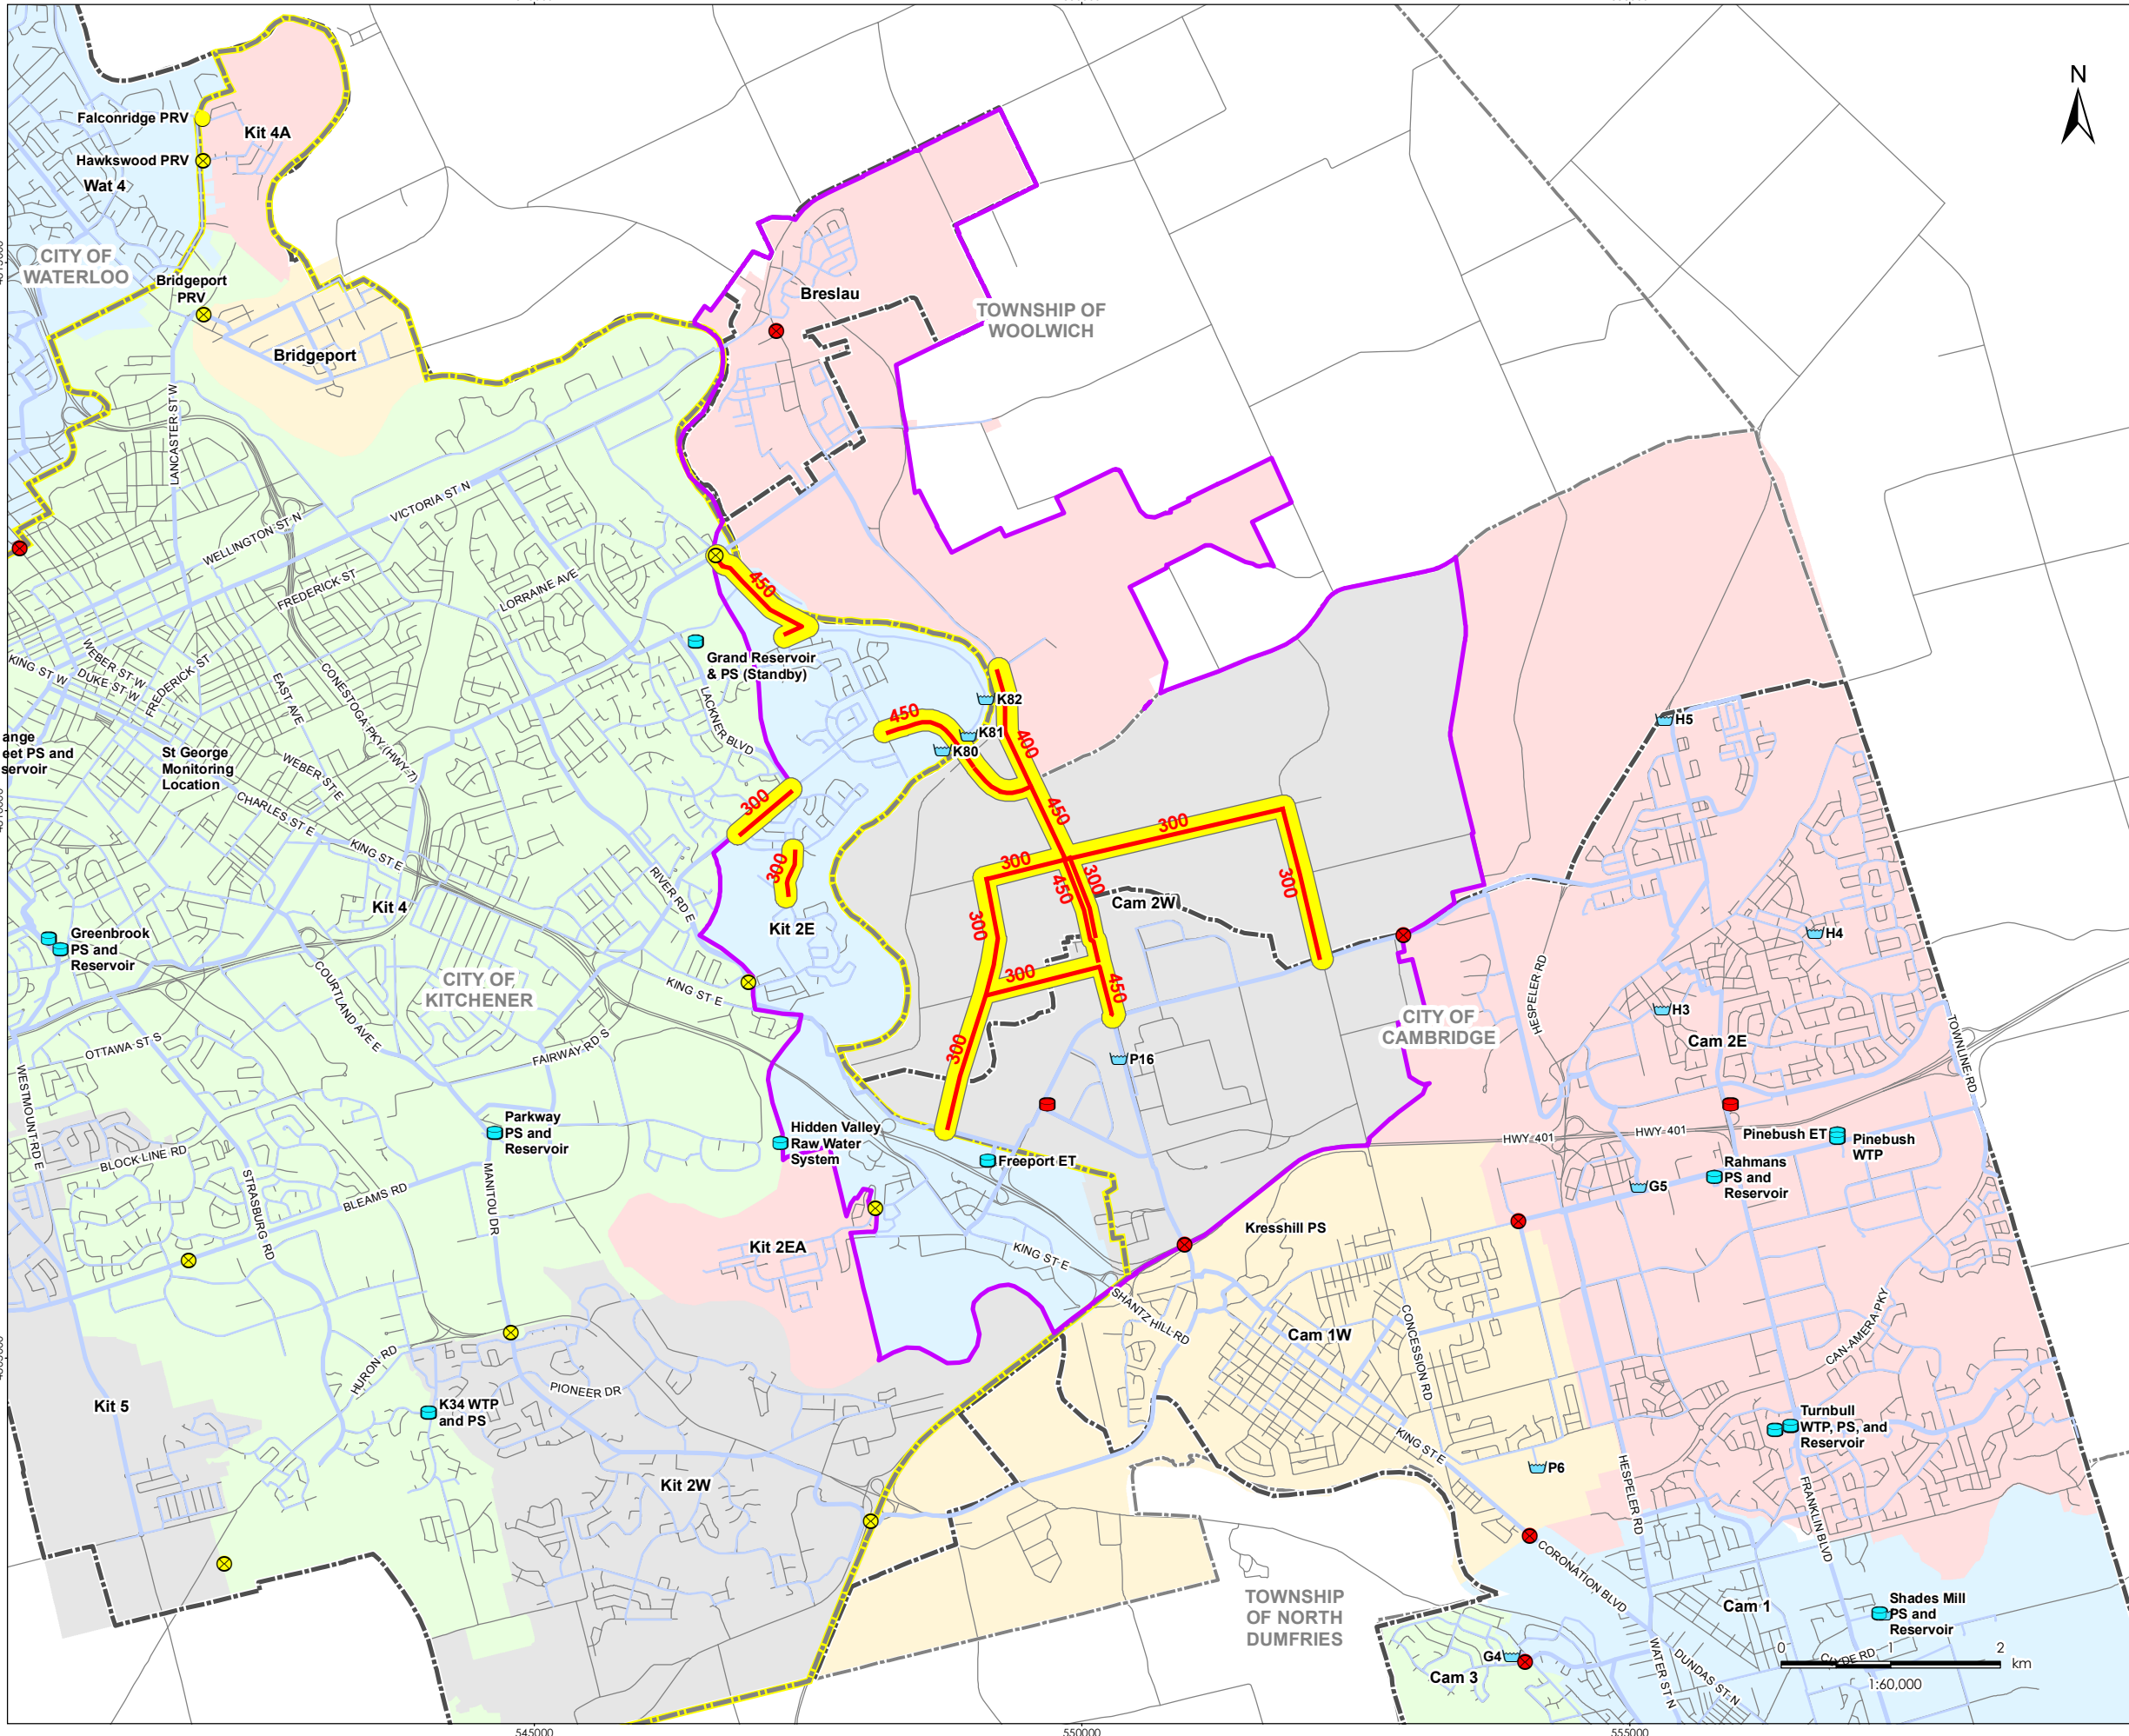 N
Falconridge PRV
Kit 4A
Hawkswood PRV
Wat 4
CITY OF
WATERLOO
Bridgeport
PRV
Bridgeport
Breslau
TOWNSHIP OF
WOOLWICH
LANCASTER ST W
WELLINGTON ST N
VICTORIA ST N
FREDERICK ST
LORRAINE AVE
450
Grand Reservoir
& PS (Standby)
KING ST W
WEBER ST W
DUKE ST W
FREDERICK ST
EAST AVE
CONESTOGA PKY (HWY 7)
LACKNER BLVD
K82
450
K81
K80
400
H5
ange
eet PS and
servoir
St George
Monitoring
Location
WEBER ST E
CHARLES ST E
KING ST E
300
450
300
300
300
300
450
300
300
Cam 2W
RIVER RD E
Kit 4
Kit 2E
300
H4
Greenbrook
PS and
Reservoir
CITY OF
KITCHENER
COURTLAND AVE E
KING ST E
300
450
HESPELER RD
H3
CITY OF
CAMBRIDGE
Cam 2E
TOWNLINE RD
OTTAWA ST S
FAIRWAY RD S
300
P16
WESTMOUNT RD E
Parkway
PS and
Reservoir
Hidden Valley
Raw Water
System
Freeport ET
HWY 401
HWY 401
Pinebush ET
Pinebush
WTP
BLOCK LINE RD
STRASBURG RD
BLEAMS RD
MANITOU DR
Rahmans
PS and
Reservoir
G5
Kit 2EA
KING ST E
Kresshill PS
SHANTZ HILL RD
Cam 1W
CONCESSION RD
CAN-AMERA PKY
HURON RD
PIONEER DR
Kit 5
K34 WTP
and PS
Turnbull
WTP, PS, and
Reservoir
KING ST E
P6
HESPELER RD
FRANKLIN BLVD
Kit 2W
CORONATION BLVD
TOWNSHIP
OF NORTH
DUMFRIES
Cam 1
Shades Mill
PS and
Reservoir
G4
Cam 3
WATER ST N
DUNDAS ST N
CLYDE RD
0 1 2
km
1:60,000
545000
550000
555000